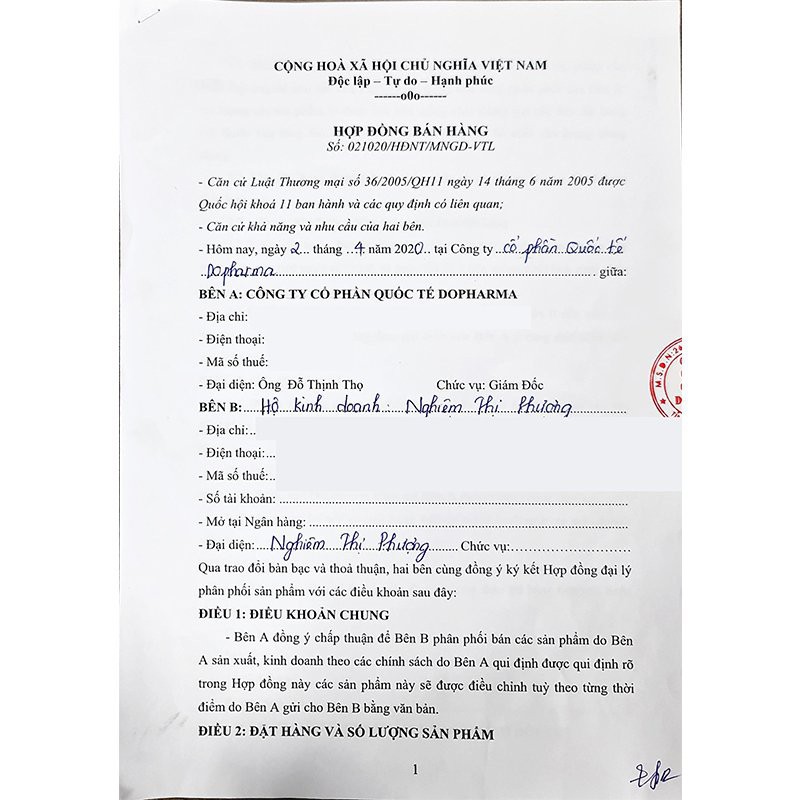 CỘNG HOÀ XÃ HỘI CHỦ NGHĨA VIỆT NAM
Độc lập – Tự do – Hạnh phúc
------o0o------
HỢP ĐỒNG BÁN HÀNG
Số: 021020/HĐNT/MNGD-VTL
- Căn cứ Luật Thương mại số 36/2005/QH11 ngày 14 tháng 6 năm 2005 được
Quốc hội khoá 11 ban hành và các quy định có liên quan;
- Căn cứ khả năng và nhu cầu của hai bên.
- Hôm nay, ngày 2... tháng ..4 năm 2020.. tại Công ty ..cổ phần Quốc tế
..Dopharma.......... giữa:
BÊN A: CÔNG TY CỔ PHẦN QUỐC TẾ DOPHARMA
- Địa chỉ:
- Điện thoại:
- Mã số thuế:
- Đại diện: Ông Đỗ Thịnh Thọ Chức vụ: Giám Đốc
BÊN B:....Hộ kinh doanh: Nghiêm Thị Phương..........
- Địa chỉ:..
- Điện thoại:...
- Mã số thuế:..
- Số tài khoản: ..........
- Mở tại Ngân hàng: ..........
- Đại diện:....Nghiêm Thị Phượng......... Chức vụ:..........
Qua trao đổi bàn bạc và thoả thuận, hai bên cùng đồng ý ký kết Hợp đồng đại lý
phân phối sản phẩm với các điều khoản sau đây:
ĐIỀU 1: ĐIỀU KHOẢN CHUNG
- Bên A đồng ý chấp thuận để Bên B phân phối bán các sản phẩm do Bên
A sản xuất, kinh doanh theo các chính sách do Bên A qui định được qui định rõ
trong Hợp đồng này các sản phẩm này sẽ được điều chỉnh tuỳ theo từng thời
điểm do Bên A gửi cho Bên B bằng văn bản.
ĐIỀU 2: ĐẶT HÀNG VÀ SỐ LƯỢNG SẢN PHẨM
1